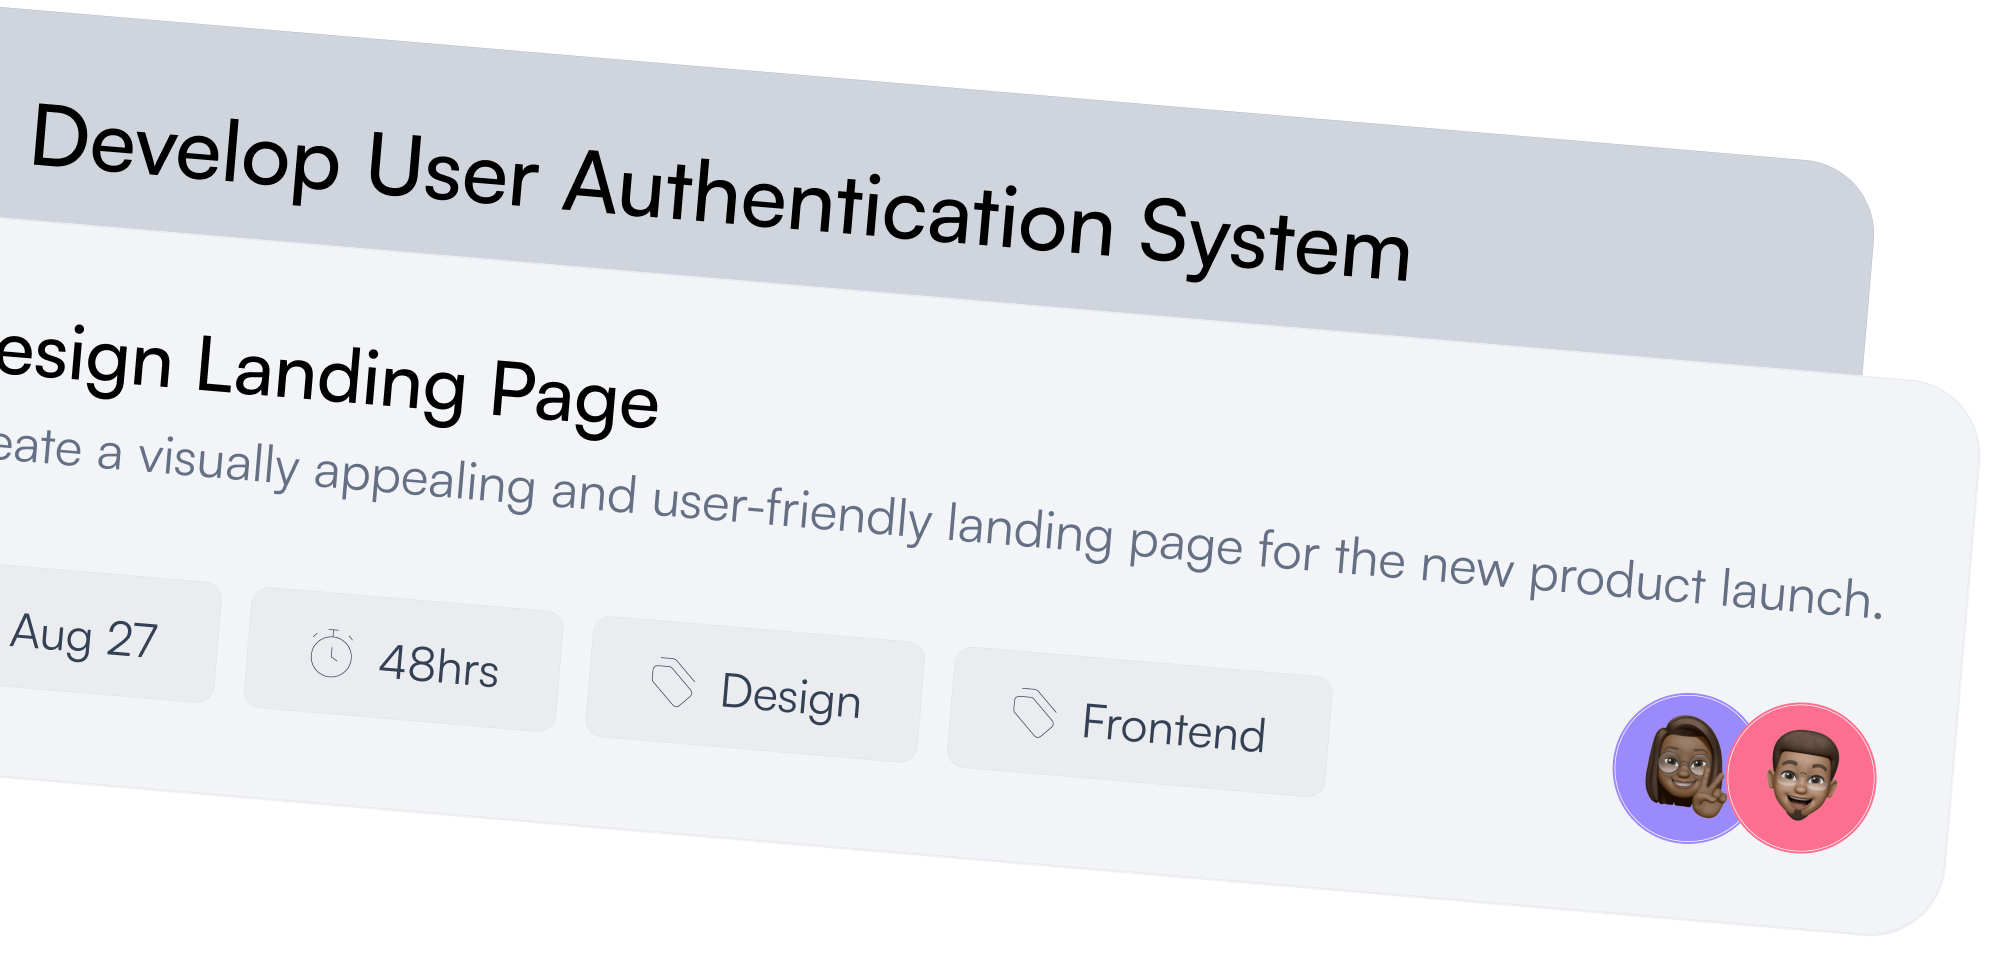 Develop User Authentication System
esign Landing Page
eate a visually appealing and user-friendly landing page for the new product launch.
Aug 27 48hrs Design Frontend